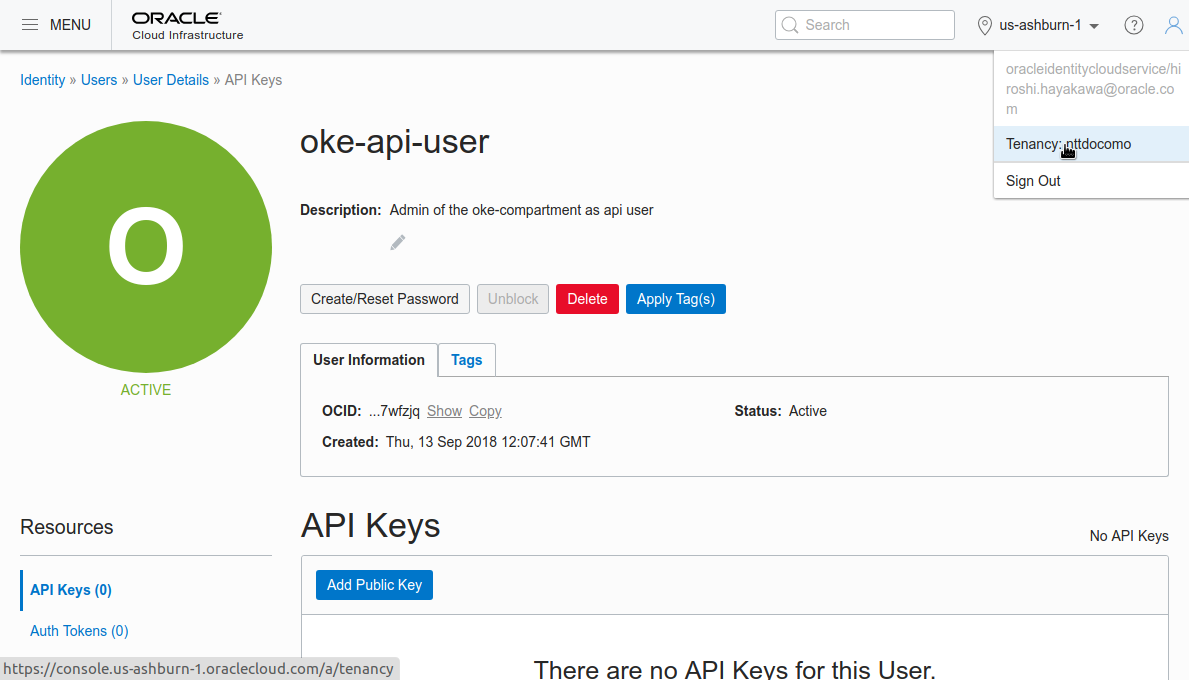 MENU
ORACLE
Cloud Infrastructure
Search
us-ashburn-1
?
Identity » Users » User Details » API Keys
oracleidentitycloudservice/hi
roshi.hayakawa@oracle.co
m
Tenancy: nttdocomo
Sign Out
O
ACTIVE
oke-api-user
Description: Admin of the oke-compartment as api user
Create/Reset Password
Unblock
Delete
Apply Tag(s)
User Information
Tags
OCID: ...7wfzjq Show Copy
Status: Active
Created: Thu, 13 Sep 2018 12:07:41 GMT
Resources
API Keys (0)
Auth Tokens (0)
API Keys
No API Keys
Add Public Key
There are no API Keys for this User.
https://console.us-ashburn-1.oraclecloud.com/a/tenancy